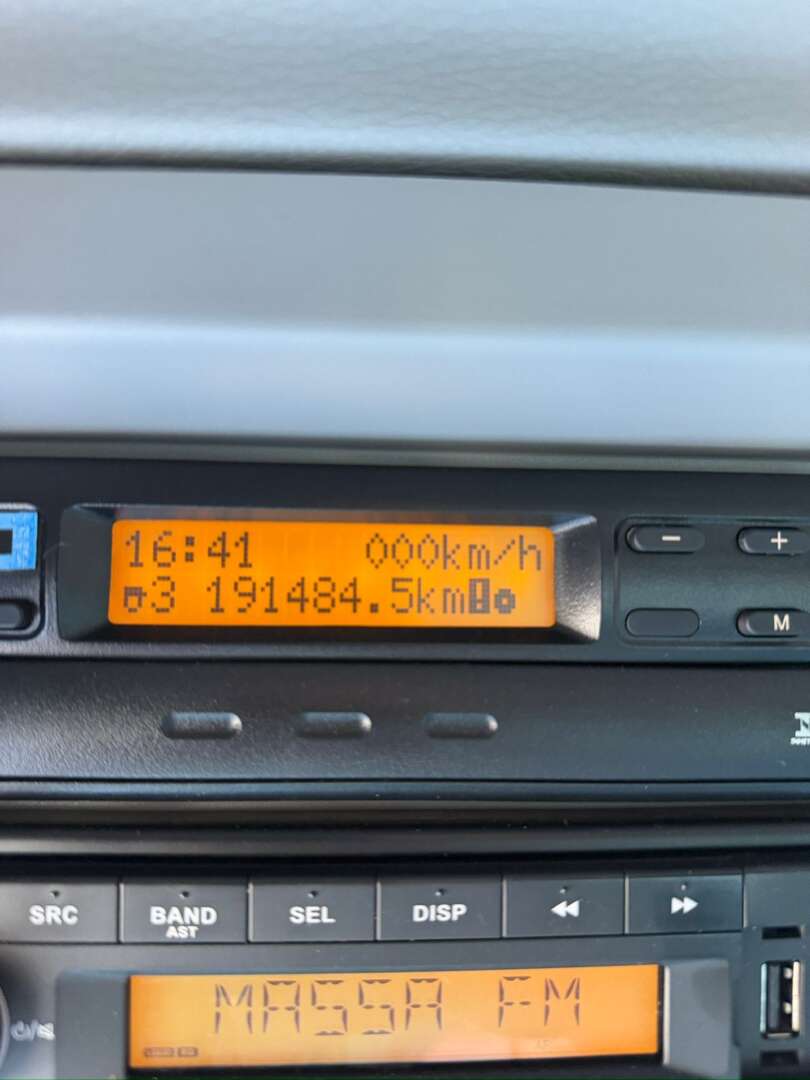 16:41 000km/h
3 191484.5km
− +
M
SRC BAND SEL DISP
AST
MASSA FM